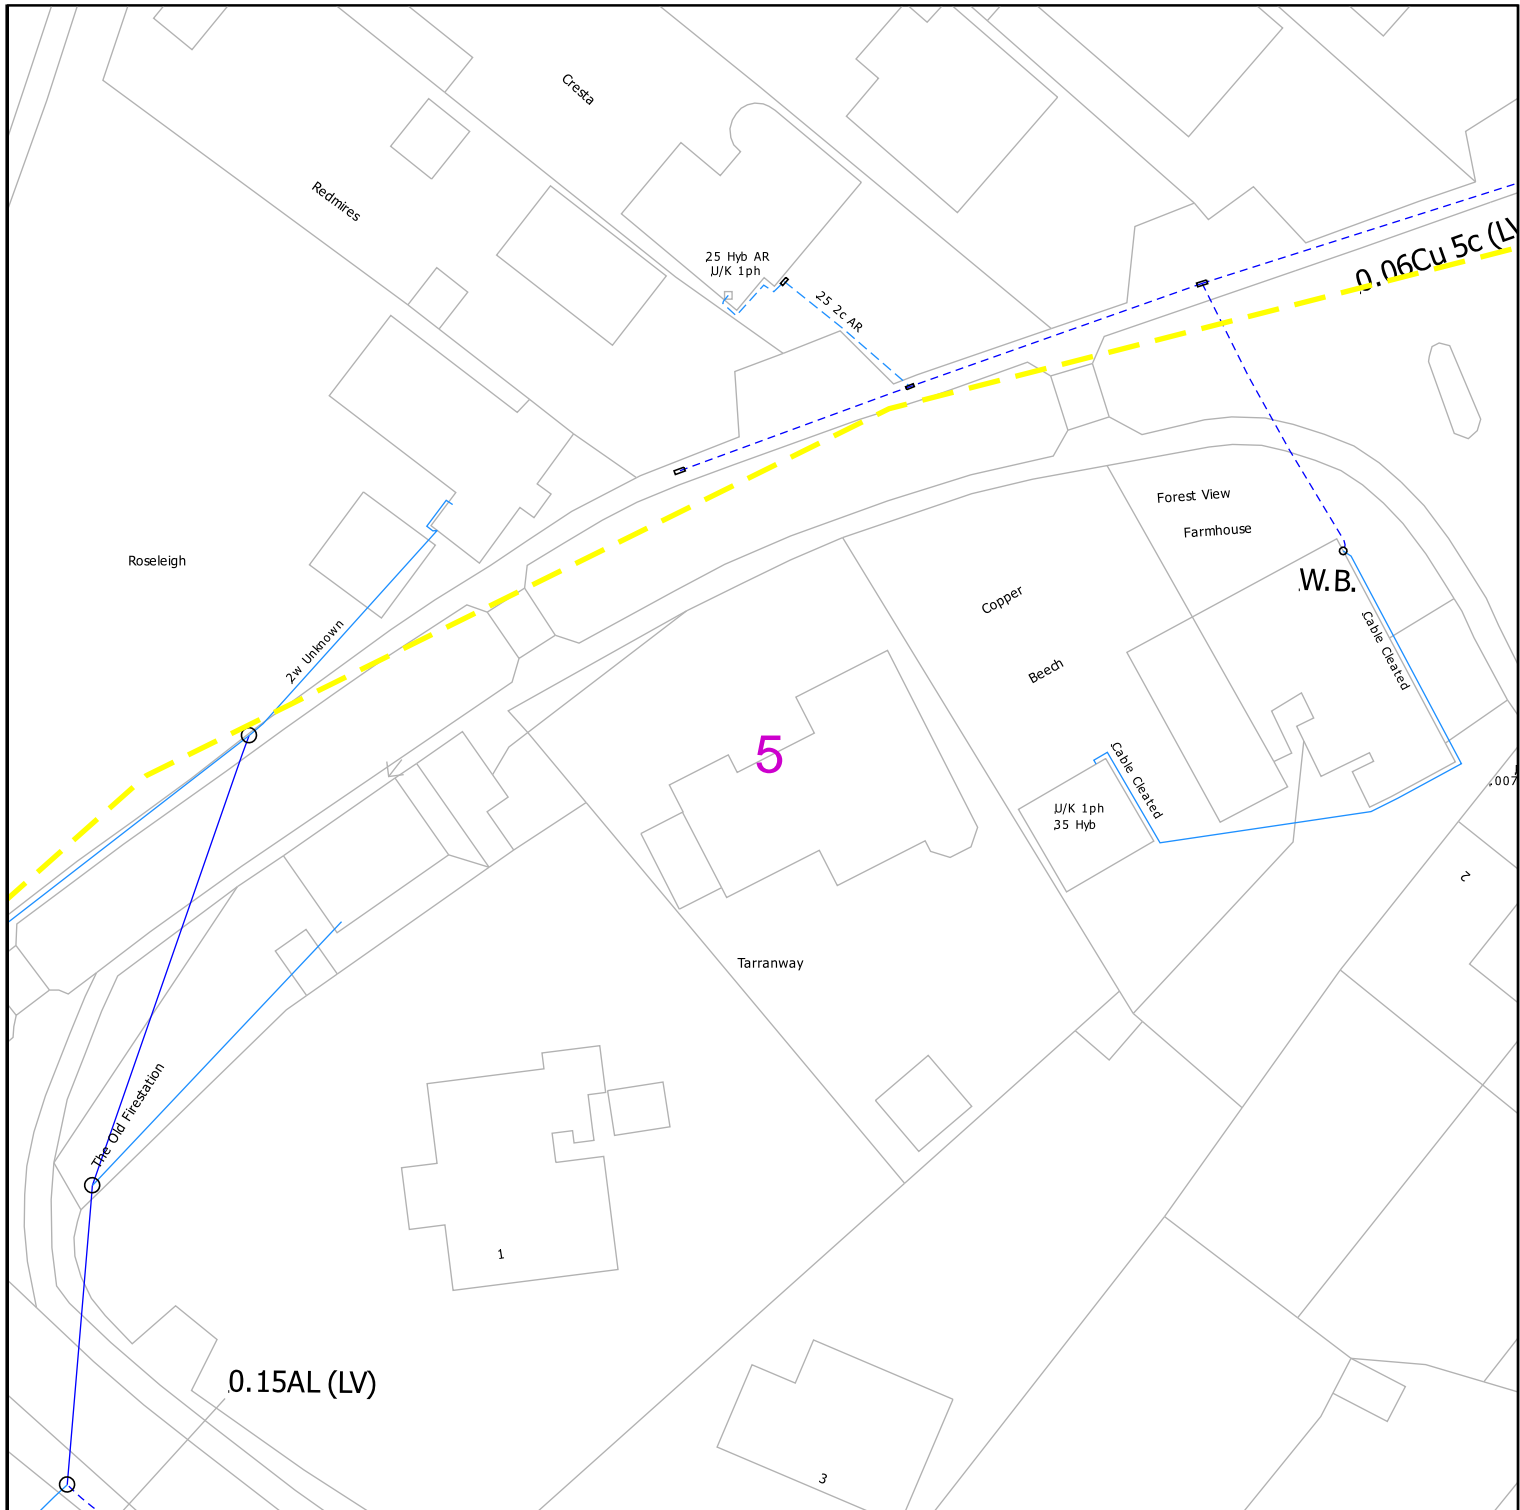 Cresta
Redmires
25 Hyb AR
JJ/K 1ph
25 2c AR
0.06Cu 5c (LV
Roseleigh
2w Unknown
Forest View
Farmhouse
W.B.
Copper
Beech
Cable Cleated
Cable Cleated
5
JJ/K 1ph
35 Hyb
.007
2
Tarranway
The Old Firestation
1
0.15AL (LV)
3